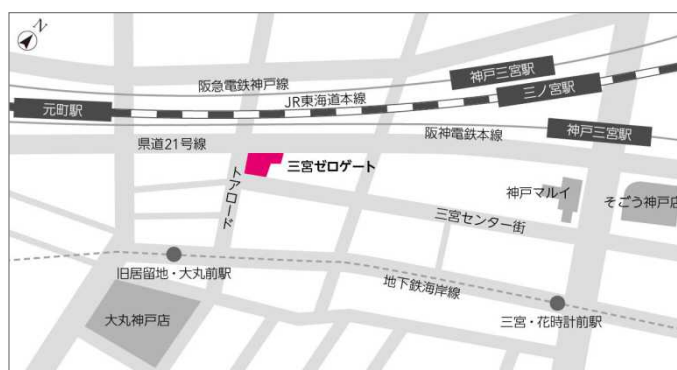 N
阪急電鉄神戸線
神戸三宮駅
三ノ宮駅
JR東海道本線
元町駅
阪神電鉄本線
神戸三宮駅
県道21号線
三宮ゼロゲート
トアロード
神戸マルイ
そごう神戸店
三宮センター街
旧居留地・大丸前駅
地下鉄海岸線
大丸神戸店
三宮・花時計前駅